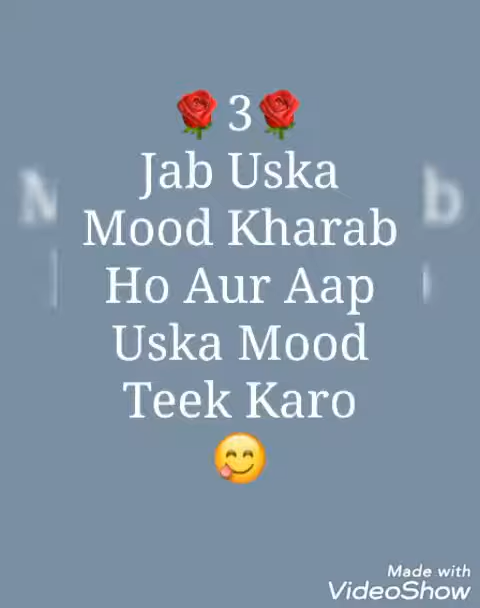 🌹3🌹
Jab Uska
Mood Kharab
Ho Aur Aap
Uska Mood
Teek Karo
😋
Made with
VideoShow